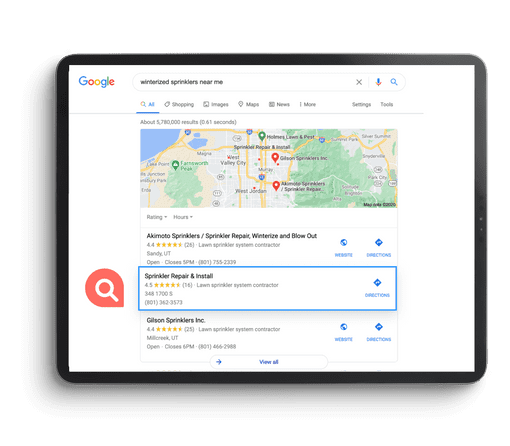 Google
winterized sprinklers near me
All Shopping Images Maps News More Settings Tools
About 5,780,000 results (0.61 seconds)
Holmes Lawn & Pest
Silver Summit
Magna
Sprinkler Repair & Install
Snyderville
West
Valley City
Gilson Sprinklers Inc
Farnsworth
Peak
Murray
Park City
West Jordan
Akimoto Sprinklers
/ Sprinkler Repair,
Map data ©2020
Rating Hours
Akimoto Sprinklers / Sprinkler Repair, Winterize and Blow Out
4.4 (26) · Lawn sprinkler system contractor
Sandy, UT
Open · Closes 5PM · (801) 755-2339
WEBSITE DIRECTIONS
Sprinkler Repair & Install
4.5 (16) · Lawn sprinkler system contractor
348 1700 S
(801) 362-3573
DIRECTIONS
Gilson Sprinklers Inc.
4.4 (25) · Lawn sprinkler system contractor
Millcreek, UT
Open · Closes 6PM · (801) 466-2988
WEBSITE DIRECTIONS
View all